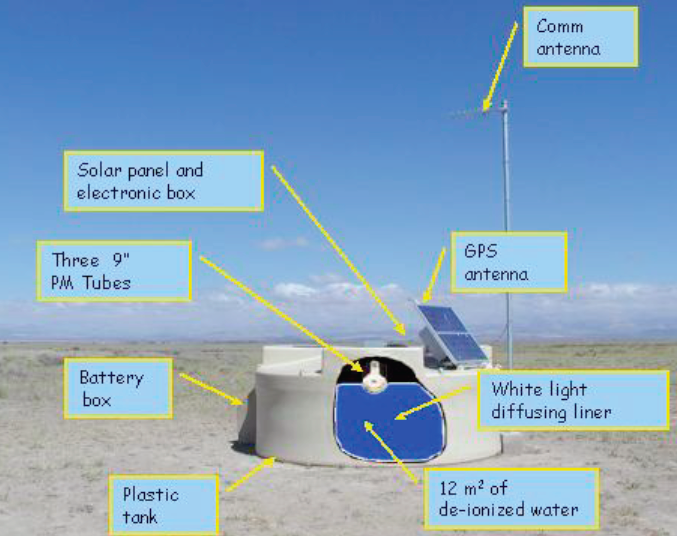 Comm
antenna
Solar panel and
electronic box
Three 9"
PM Tubes
GPS
antenna
Battery
box
White light
diffusing liner
Plastic
tank
12 m² of
de-ionized water